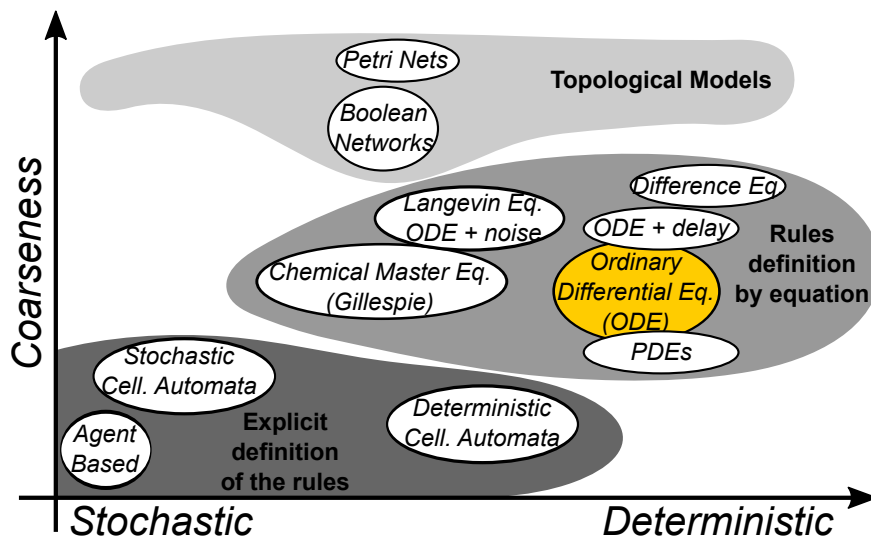 Petri Nets
Topological Models
Boolean
Networks
Coarseness
Difference Eq
Langevin Eq.
ODE + noise
ODE + delay
Rules
definition
by equation
Chemical Master Eq.
(Gillespie)
Ordinary
Differential Eq.
(ODE)
PDEs
Stochastic
Cell. Automata
Deterministic
Cell. Automata
Explicit
definition
of the rules
Agent
Based
Stochastic
Deterministic